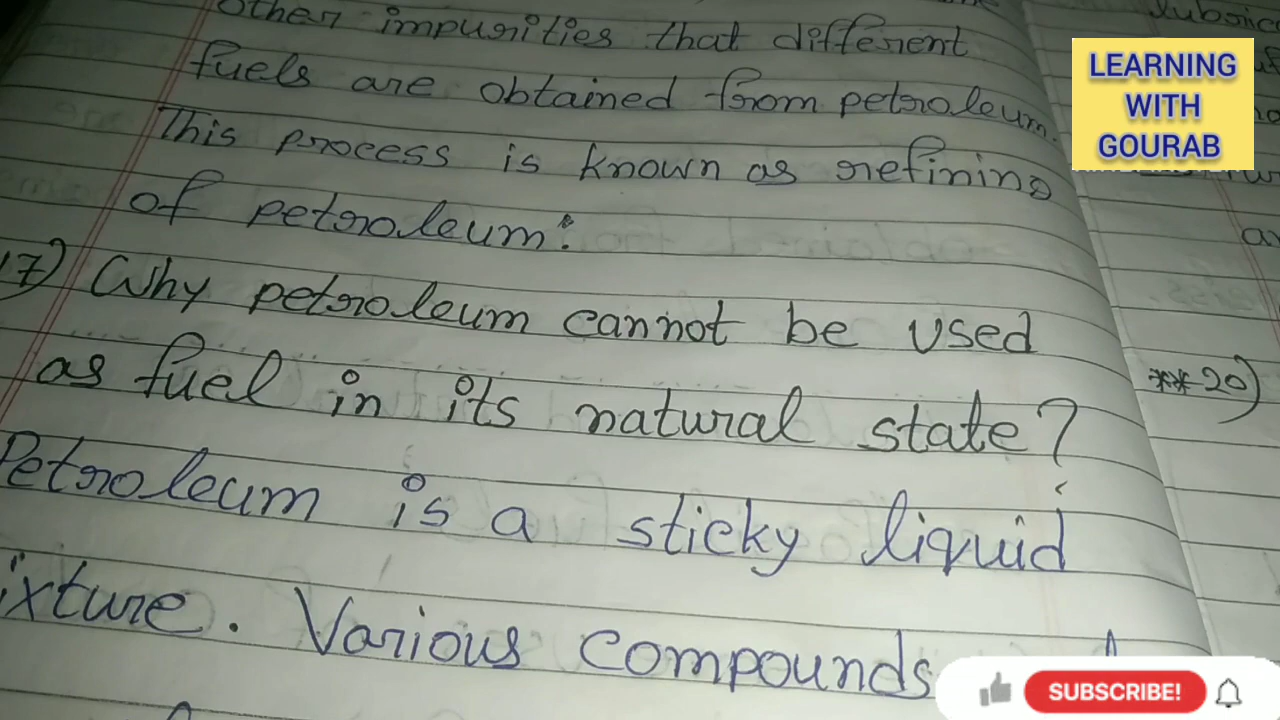 other impurities that different
fuels are obtained from petroleum.
This process is known as refining
of petroleum:
17) Why petroleum cannot be used
as fuel in its natural state?
Petroleum is a sticky liquid
ixture. Various compounds
**20)
LEARNING
WITH
GOURAB
SUBSCRIBE!